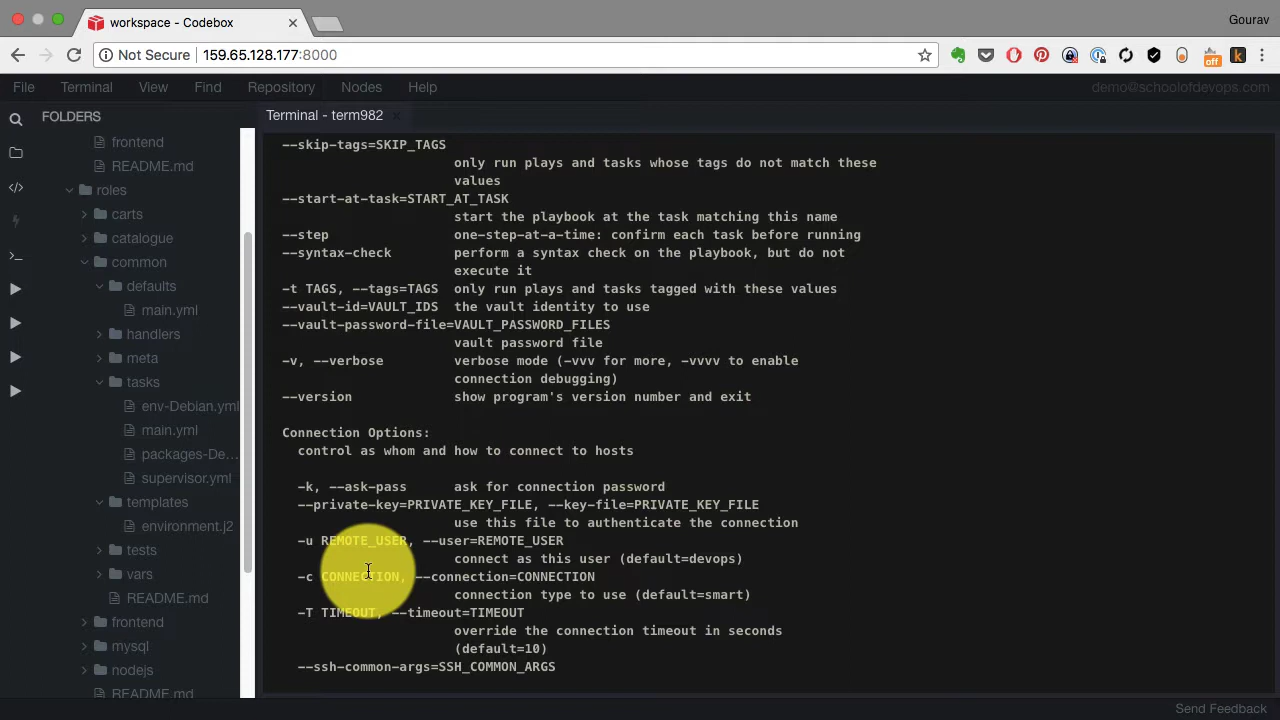 workspace - Codebox
Gourav
Not Secure 159.65.128.177:8000
off
k
File Terminal View Find Repository Nodes Help
demo@schoolofdevops.com
FOLDERS
frontend
README.md
roles
carts
catalogue
common
defaults
main.yml
handlers
meta
tasks
env-Debian.yml
main.yml
packages-De...
supervisor.yml
templates
environment.j2
tests
vars
README.md
frontend
mysql
nodejs
README.md
Terminal - term982
--skip-tags=SKIP_TAGS
only run plays and tasks whose tags do not match these
values
--start-at-task=START_AT_TASK
start the playbook at the task matching this name
--step one-step-at-a-time: confirm each task before running
--syntax-check perform a syntax check on the playbook, but do not
execute it
-t TAGS, --tags=TAGS only run plays and tasks tagged with these values
--vault-id=VAULT_IDS the vault identity to use
--vault-password-file=VAULT_PASSWORD_FILES
vault password file
-v, --verbose verbose mode (-vvv for more, -vvvv to enable
connection debugging)
--version show program's version number and exit
Connection Options:
control as whom and how to connect to hosts
-k, --ask-pass ask for connection password
--private-key=PRIVATE_KEY_FILE, --key-file=PRIVATE_KEY_FILE
use this file to authenticate the connection
-u REMOTE_USER, --user=REMOTE_USER
connect as this user (default=devops)
-c CONNECTION, --connection=CONNECTION
connection type to use (default=smart)
-T TIMEOUT, --timeout=TIMEOUT
override the connection timeout in seconds
(default=10)
--ssh-common-args=SSH_COMMON_ARGS
Send Feedback